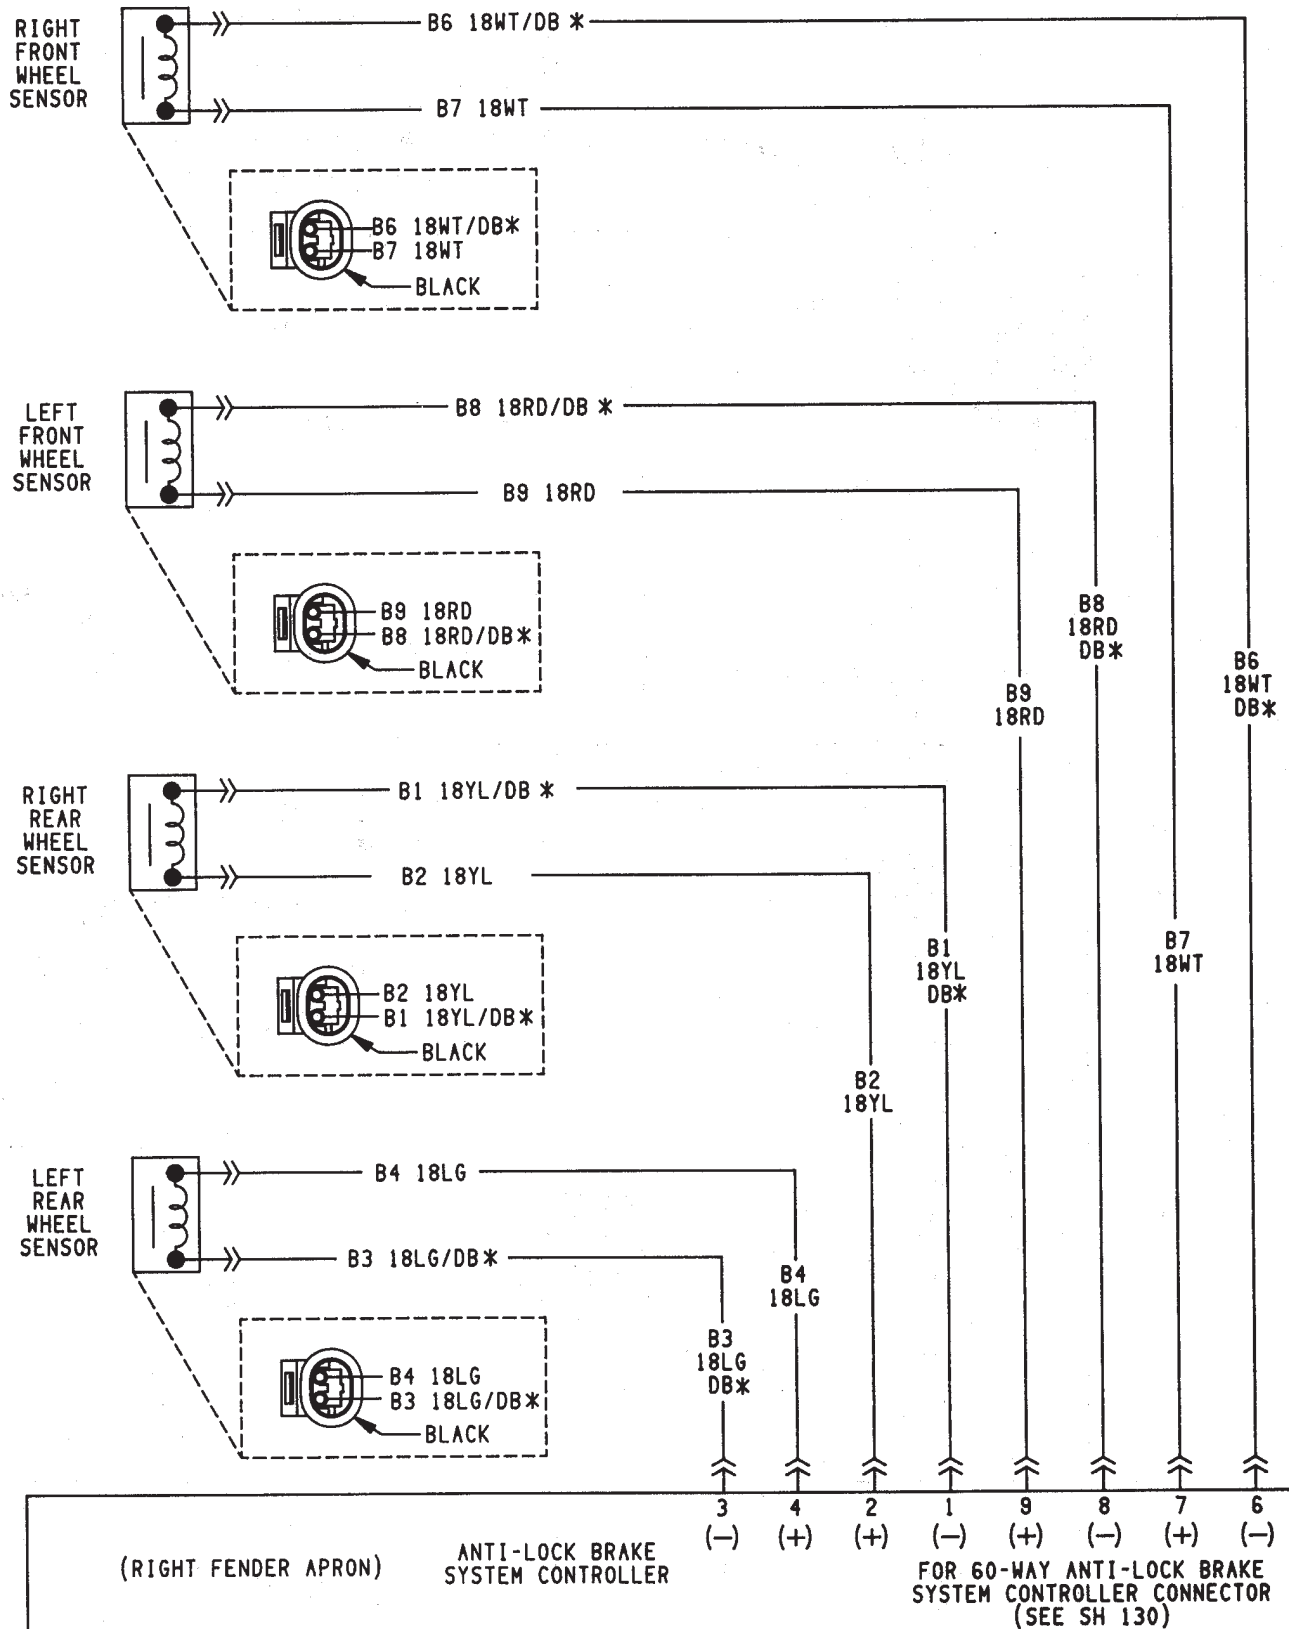 RIGHT
FRONT
WHEEL
SENSOR
B6 18WT/DB *
B7 18WT
B6 18WT/DB*
B7 18WT
BLACK
LEFT
FRONT
WHEEL
SENSOR
B8 18RD/DB *
B9 18RD
B9 18RD
B8 18RD/DB*
BLACK
B8
18RD
DB*
B6
18WT
DB*
B9
18RD
RIGHT
REAR
WHEEL
SENSOR
B1 18YL/DB *
B2 18YL
B2 18YL
B1 18YL/DB*
BLACK
B1
18YL
DB*
B7
18WT
B2
18YL
LEFT
REAR
WHEEL
SENSOR
B4 18LG
B3 18LG/DB*
B4 18LG
B3 18LG/DB*
BLACK
B4
18LG
B3
18LG
DB*
3 4 2 1 9 8 7 6
(-) (+) (+) (-) (+) (-) (+) (-)
(RIGHT FENDER APRON)
ANTI-LOCK BRAKE
SYSTEM CONTROLLER
FOR 60-WAY ANTI-LOCK BRAKE
SYSTEM CONTROLLER CONNECTOR
(SEE SH 130)